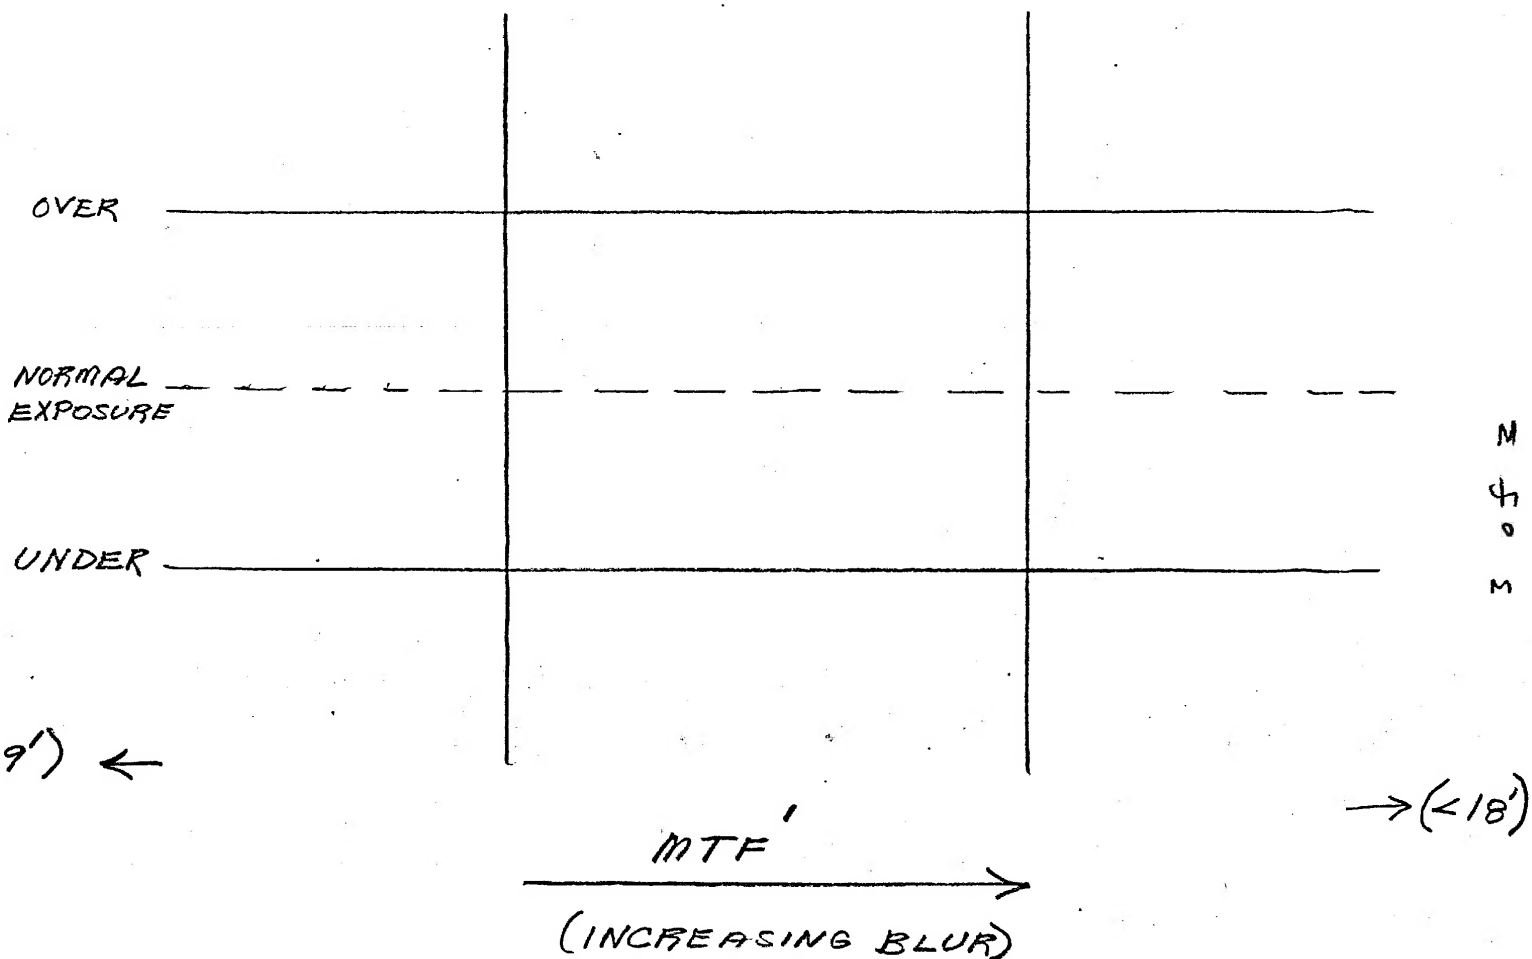 OVER
NORMAL
EXPOSURE
UNDER
9')
(<18')
MTF'
(INCREASING BLUR)